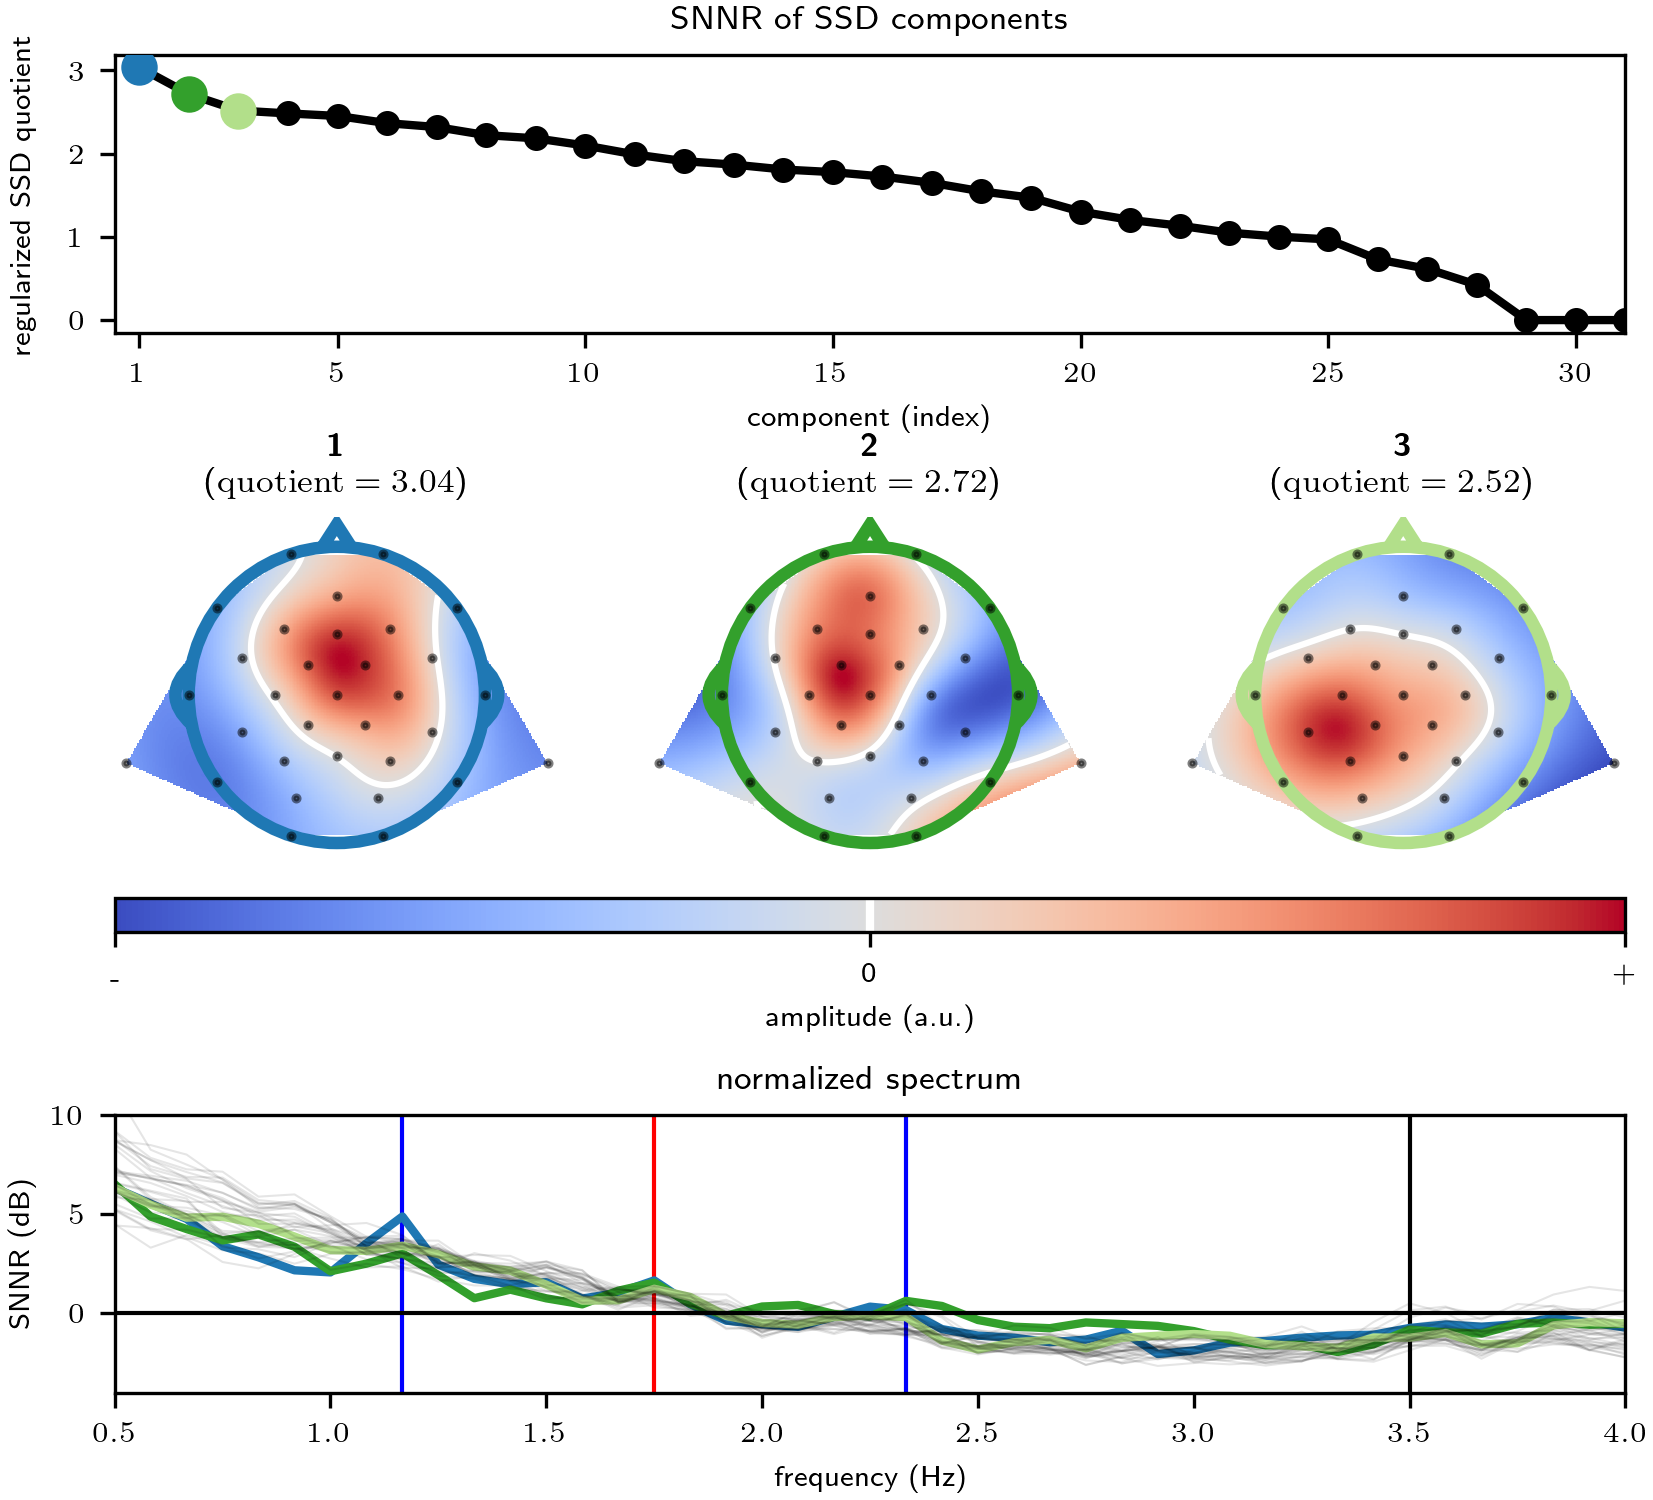 SNNR of SSD components
regularized SSD quotient
3
2
1
0
1 5 10 15 20 25 30
component (index)
1 2 3
(quotient = 3.04) (quotient = 2.72) (quotient = 2.52)
- 0 +
amplitude (a.u.)
normalized spectrum
SNNR (dB)
10
5
0
0.5 1.0 1.5 2.0 2.5 3.0 3.5 4.0
frequency (Hz)